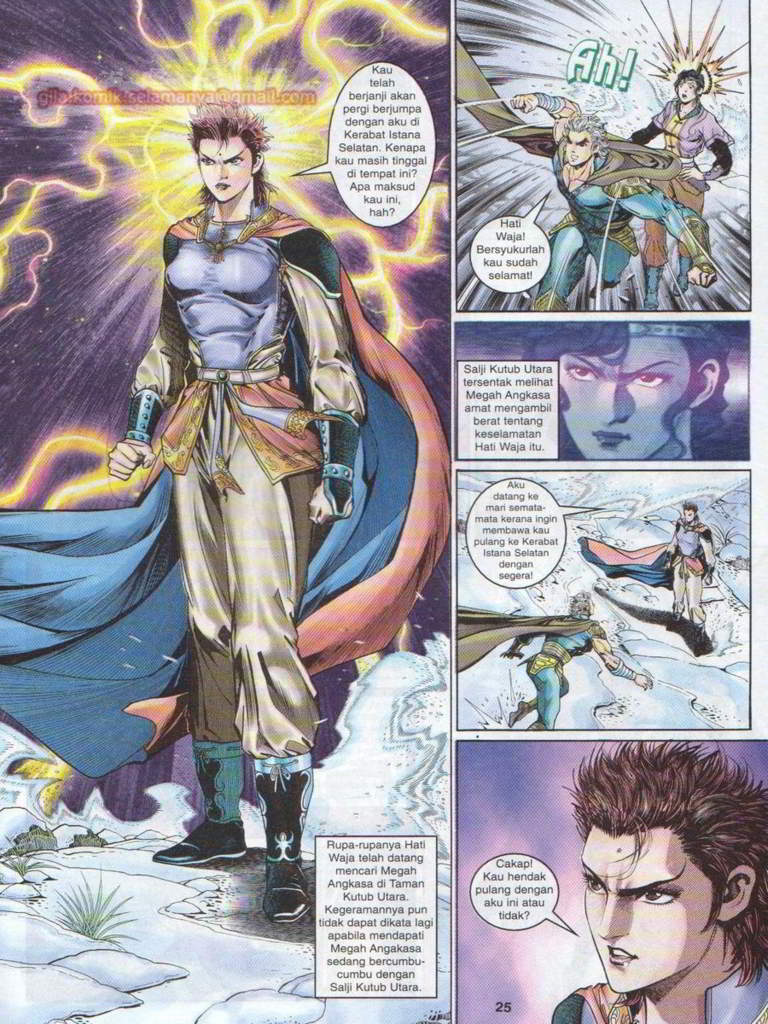 gila-komik-selamanya@gmail.com
Kau
telah
berjanji akan
pergi berjumpa
dengan aku di
Kerabat Istana
Selatan. Kenapa
kau masih tinggal
di tempat ini?
Apa maksud
kau ini,
hah?
Rupa-rupanya Hati
Waja telah datang
mencari Megah
Angkasa di Taman
Kutub Utara.
Kegeramannya pun
tidak dapat dikata lagi
apabila mendapati
Megah Angakasa
sedang bercumbu-
cumbu dengan
Salji Kutub Utara.
Ah!
Hati
Waja!
Bersyukurlah
kau sudah
selamat!
Salji Kutub Utara
tersentak melihat
Megah Angkasa
amat mengambil
berat tentang
keselamatan
Hati Waja itu.
Aku
datang ke
mari semata-
mata kerana ingin
membawa kau
pulang ke Kerabat
Istana Selatan
dengan
segera!
Cakap!
Kau hendak
pulang dengan
aku ini atau
tidak?
25